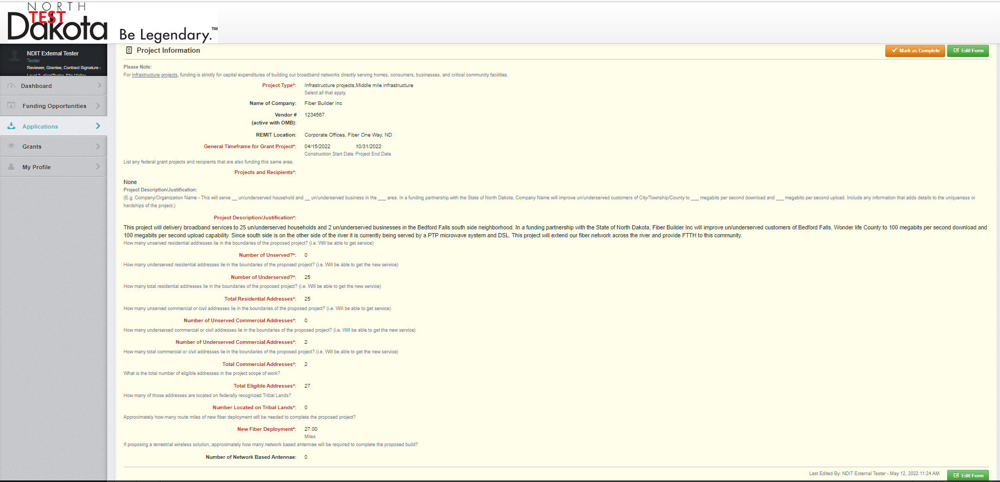 NORTH
TEST
Dakota
Be Legendary.™
NDIT External Tester
Tester
Reviewer, Grantee, Contract Signature -
Dashboard
Funding Opportunities
Applications
Grants
My Profile
Project Information
Mark as Complete
Edit Form
Please Note:
For Infrastructure projects, funding is strictly for capital expenditures of building out broadband networks directly serving homes, consumers, businesses, and critical community facilities.
Project Type*: Infrastructure projects,Middle mile infrastructure
Select all that apply.
Name of Company: Fiber Builder Inc
Vendor # 1234567
(active with OMB):
REMIT Location: Corporate Offices, Fiber One Way, ND
General Timeframe for Grant Project*: 04/15/2022 10/31/2022
Construction Start Date Project End Date
List any federal grant projects and recipients that are also funding this same area.
Projects and Recipients*:
None
Project Description/Justification:
(E.g. Company/Organization Name - This will serve __ un/underserved household and __ un/underserved business in the ___ area. In a funding partnership with the State of North Dakota, Company Name will improve un/underserved customers of City/Township/County to ___ megabits per second download and ___ megabits per second upload. Include any information that adds details to the uniqueness or
hardships of the project.)
Project Description/Justification*:
This project will delivery broadband services to 25 un/underserved households and 2 un/underserved businesses in the Bedford Falls south side neighborhood. In a funding partnership with the State of North Dakota, Fiber Builder Inc will improve un/underserved customers of Bedford Falls, Wonder life County to 100 megabits per second download and
100 megabits per second upload capability. Since south side is on the other side of the river it is currently being served by a PTP microwave system and DSL. This project will extend our fiber network across the river and provide FTTH to this community.
How many unserved residential addresses lie in the boundaries of the proposed project? (i.e. Will be able to get service)
Number of Unserved?*: 0
How many underserved residential addresses lie in the boundaries of the proposed project? (i.e. Will be able to get the new service)
Number of Underserved?*: 25
How many total residential addresses lie in the boundaries of the proposed project? (i.e. Will be able to get the new service)
Total Residential Addresses*: 25
How many unserved commercial or civil addresses lie in the boundaries of the proposed project? (i.e. Will be able to get service)
Number of Unserved Commercial Addresses*: 0
How many underserved commercial or civil addresses lie in the boundaries of the proposed project? (i.e. Will be able to get the new service)
Number of Underserved Commercial Addresses*: 2
How many total commercial or civil addresses lie in the boundaries of the proposed project? (i.e. Will be able to get the new service)
Total Commercial Addresses*: 2
What is the total number of eligible addresses in the project scope of work?
Total Eligible Addresses*: 27
How many of those addresses are located on federally recognized Tribal Lands?
Number Located on Tribal Lands*: 0
Approximately how many route miles of new fiber deployment will be needed to complete the proposed project?
New Fiber Deployment*: 27.00
Miles
If proposing a terrestrial wireless solution, approximately how many network based antennae will be required to complete the proposed build?
Number of Network Based Antennae: 0
Last Edited By: NDIT External Tester - May 12, 2022 11:24 AM
Edit Form